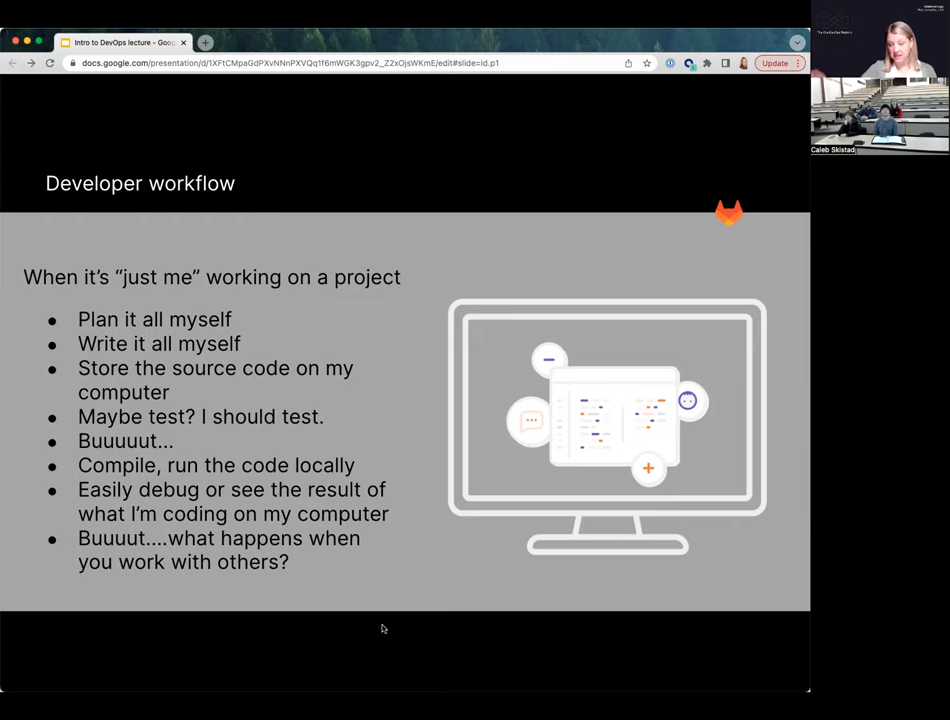 Intro to DevOps lecture - Goog
docs.google.com/presentation/d/1XFtCMpaGdPXvNNnPXVQq1f6mWGK3gpv2_Z2xOjsWKmE/edit#slide=id.p1
Update
Developer workflow
When it's “just me” working on a project
● Plan it all myself
● Write it all myself
● Store the source code on my
computer
● Maybe test? I should test.
● Buuuuut...
● Compile, run the code locally
● Easily debug or see the result of
what I'm coding on my computer
● Buuuut....what happens when
you work with others?
Caleb Skistad